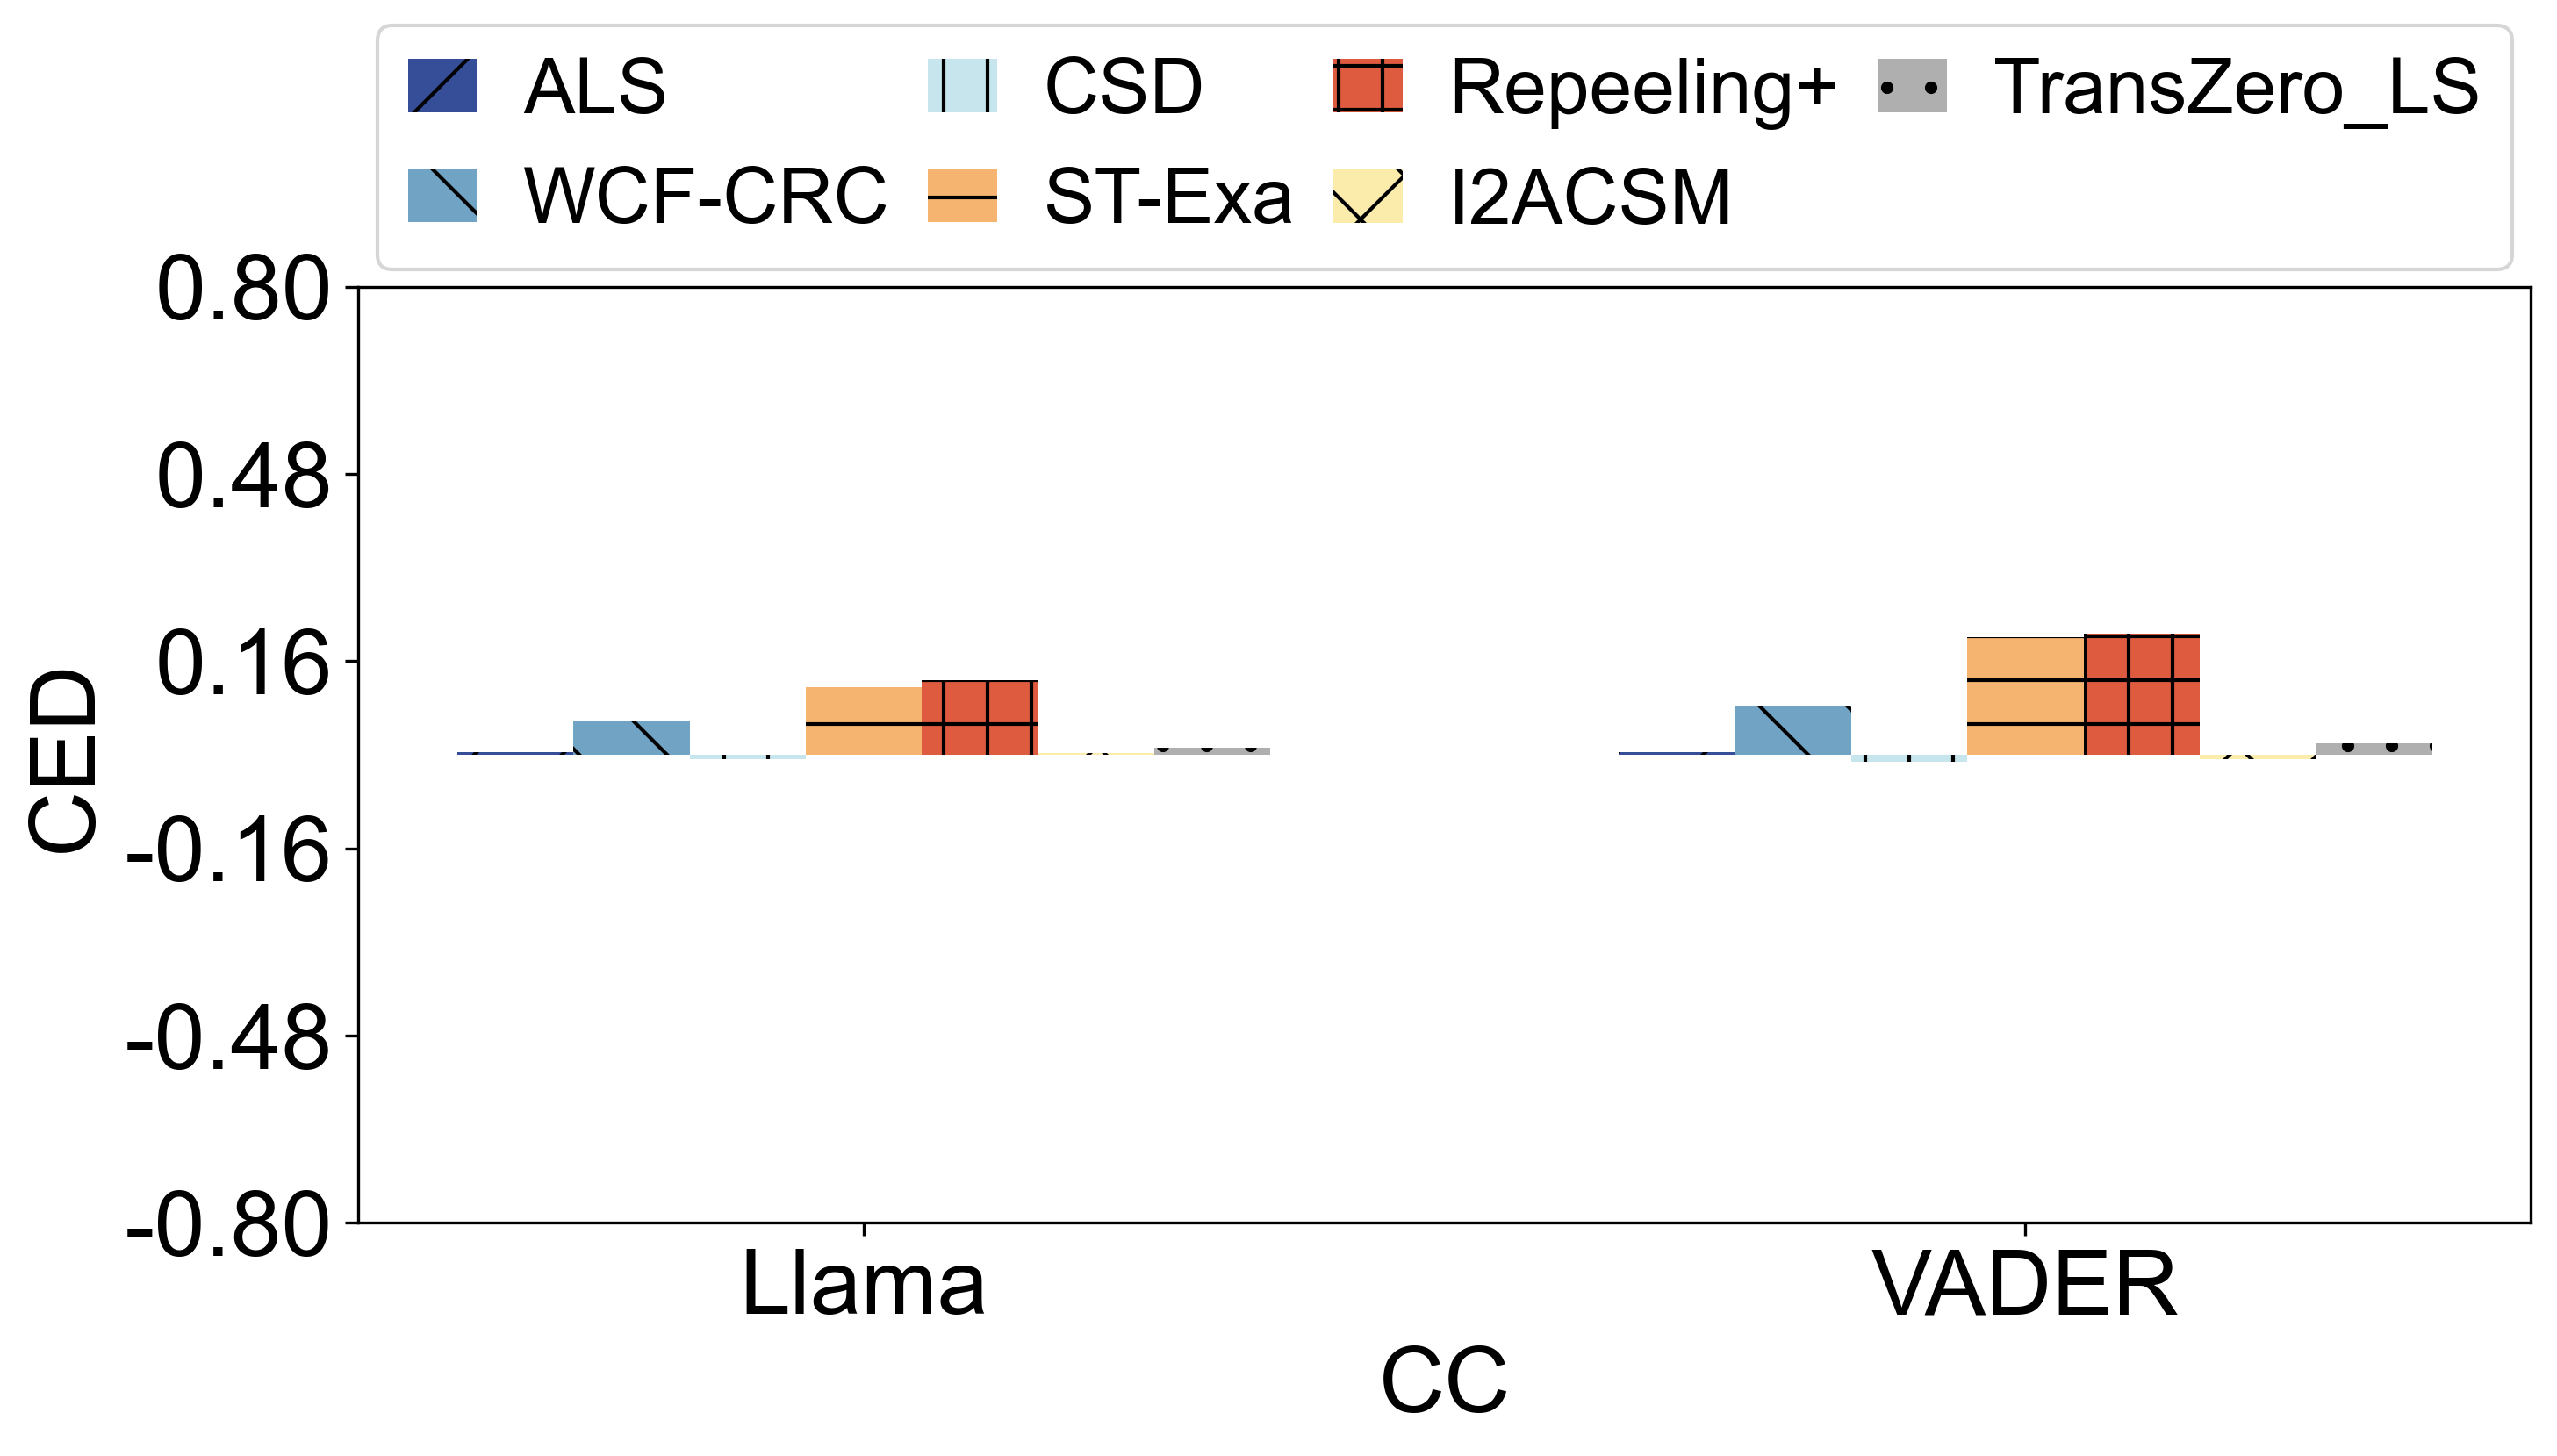 ALS CSD Repeeling+ TransZero_LS
WCF-CRC ST-Exa I2ACSM
0.80
0.48
0.16
-0.16
-0.48
-0.80
CED
Llama VADER
CC